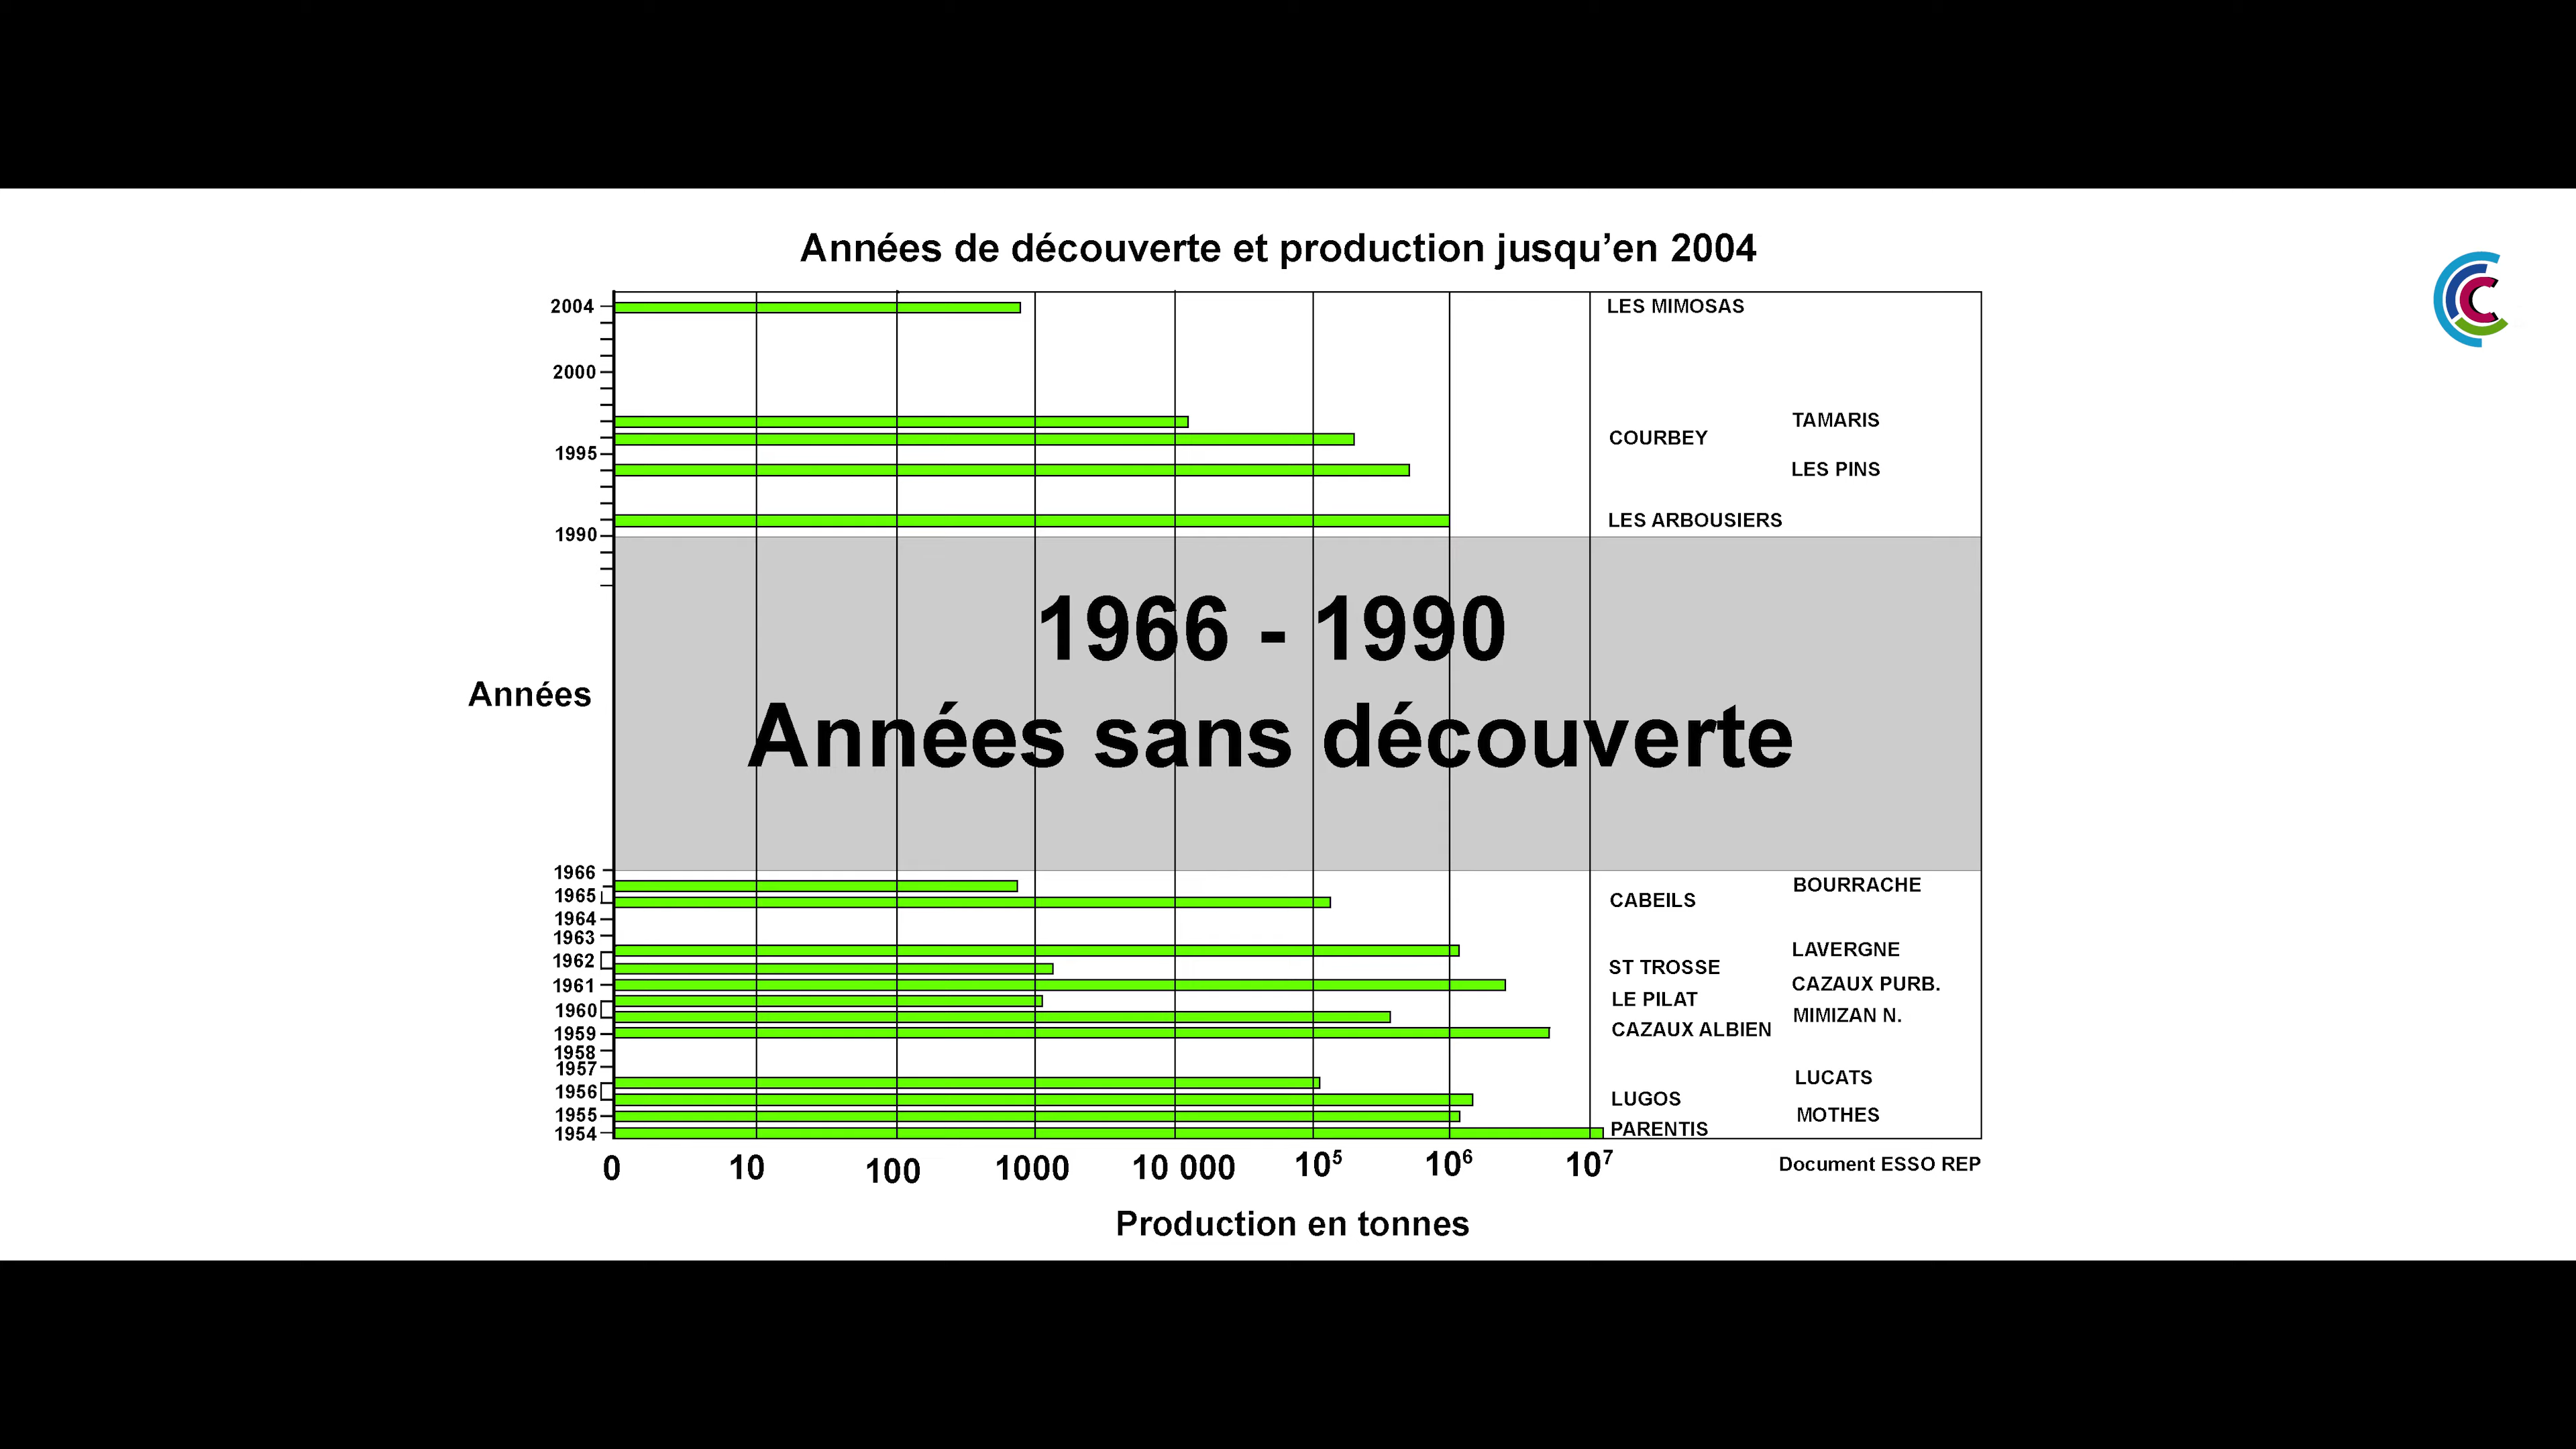 Années de découverte et production jusqu’en 2004
2004
LES MIMOSAS
2000
TAMARIS
COURBEY
1995
LES PINS
LES ARBOUSIERS
1990
1966 - 1990
Années
Années sans découverte
1966
BOURRACHE
1965
CABEILS
1964
1963
LAVERGNE
1962
ST TROSSE
1961
CAZAUX PURB.
LE PILAT
1960
MIMIZAN N.
1959
CAZAUX ALBIEN
1958
1957
LUCATS
1956
LUGOS
1955
MOTHES
1954
PARENTIS
0 10 100 1000 10 000 10⁵ 10⁶ 10⁷
Document ESSO REP
Production en tonnes